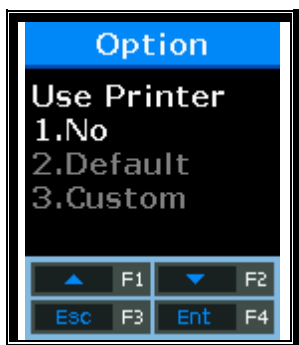 Option
Use Printer
1.No
2.Default
3.Custom
▲ F1 ▼ F2
Esc F3 Ent F4